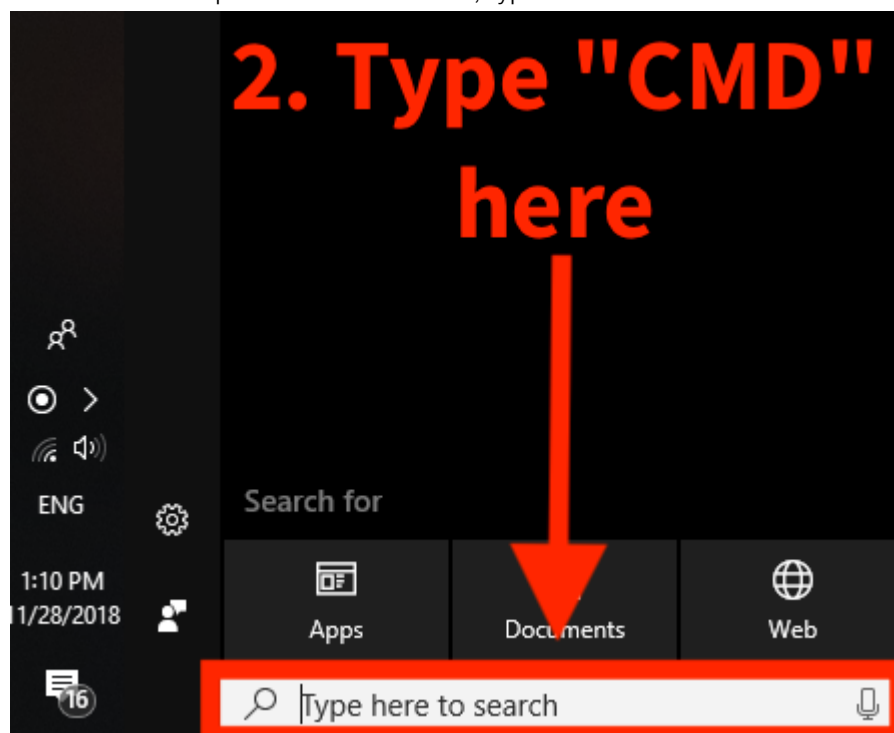 2. Type "CMD"
here
ENG
Search for
1:10 PM
11/28/2018
Apps
Documents
Web
16
Type here to search